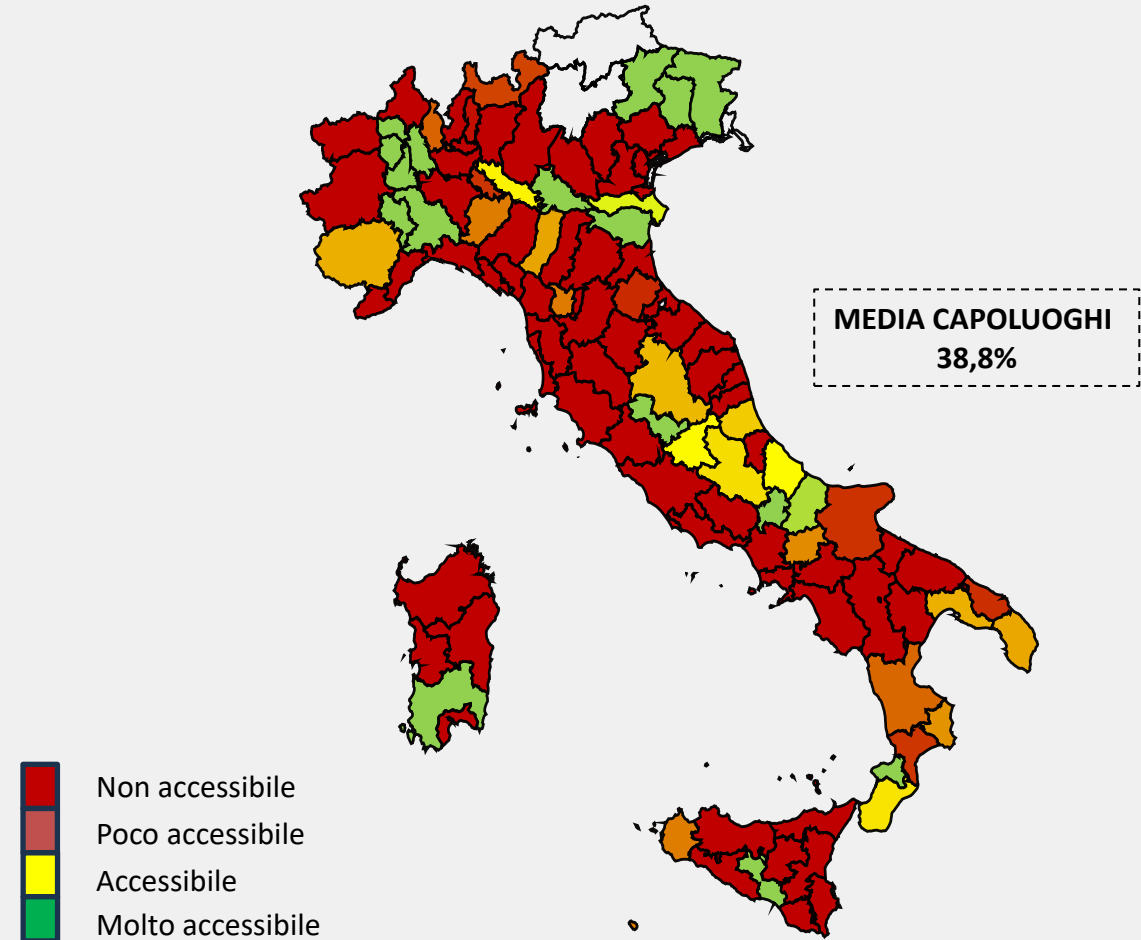 MEDIA CAPOLUOGHI
38,8%
Non accessibile
Poco accessibile
Accessibile
Molto accessibile